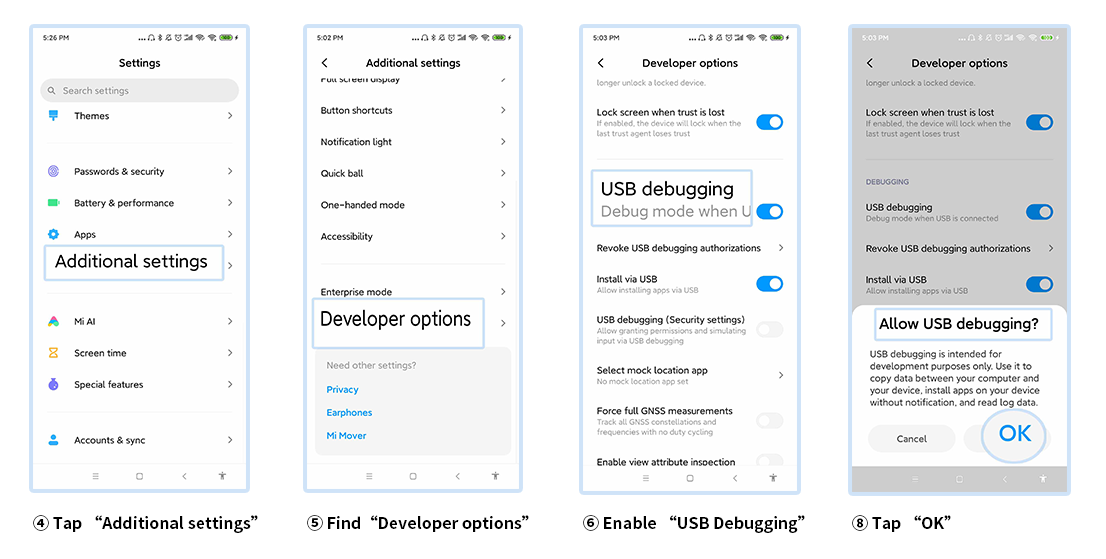 5:26 PM
Settings
Search settings
Themes
Passwords & security
Battery & performance
Apps
Additional settings
Mi AI
Screen time
Special features
Accounts & sync
④ Tap “Additional settings”
5:02 PM
Additional settings
Full screen display
Button shortcuts
Notification light
Quick ball
One-handed mode
Accessibility
Enterprise mode
Developer options
Need other settings?
Privacy
Earphones
Mi Mover
⑤ Find “Developer options”
5:03 PM
Developer options
longer unlock a locked device.
Lock screen when trust is lost
If enabled, the device will lock when the
last trust agent loses trust
USB debugging
Debug mode when U
Revoke USB debugging authorizations
Install via USB
Allow installing apps via USB
USB debugging (Security settings)
Allow granting permissions and simulating
input via USB debugging
Select mock location app
No mock location app set
Force full GNSS measurements
Track all GNSS constellations and
frequencies with no duty cycling
Enable view attribute inspection
⑥ Enable “USB Debugging”
5:03 PM
Developer options
longer unlock a locked device.
Lock screen when trust is lost
If enabled, the device will lock when the
last trust agent loses trust
DEBUGGING
USB debugging
Debug mode when USB is connected
Revoke USB debugging authorizations
Install via USB
Allow installing apps via USB
Allow USB debugging?
USB debugging is intended for
development purposes only. Use it to
copy data between your computer and
your device, install apps on your device
without notification, and read log data.
Cancel
OK
⑧ Tap “OK”